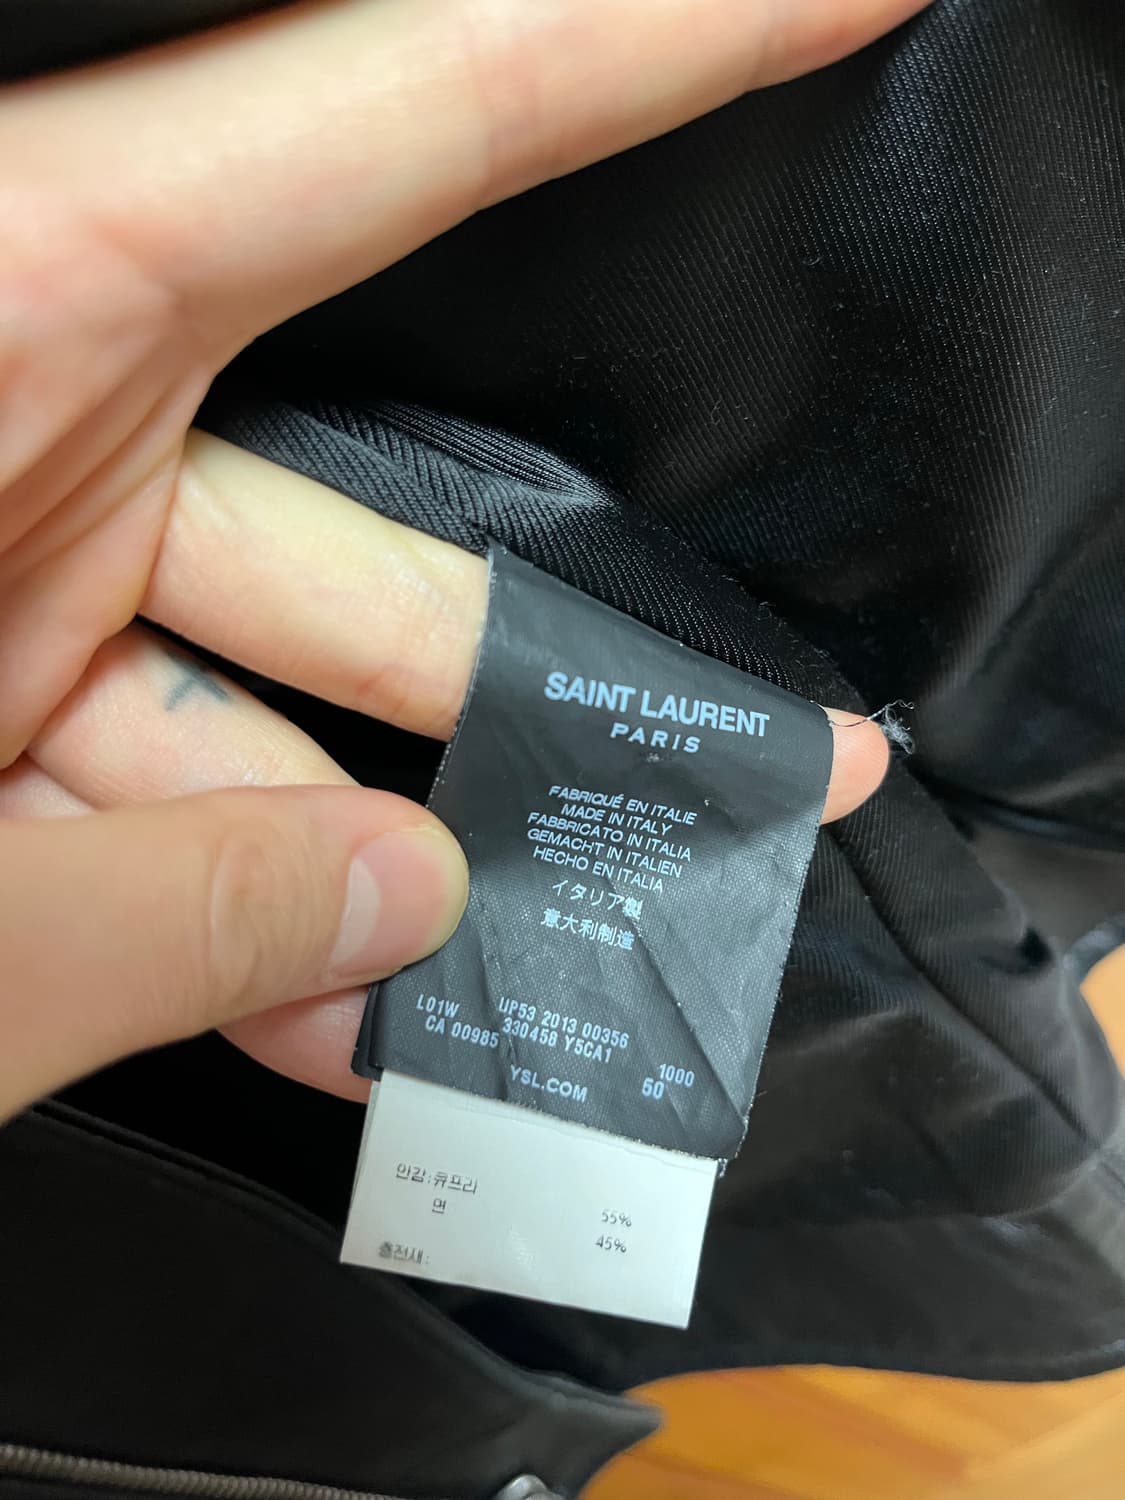 SAINT LAURENT
PARIS
FABRIQUÉ EN ITALIE
MADE IN ITALY
FABBRICATO IN ITALIA
GEMACHT IN ITALIEN
HECHO EN ITALIA
イタリア製
意大利制造
L01W UP53 2013 00356
CA 00985 330458 Y5CA1
1000
YSL.COM 50
안감:큐프라
55%
면
45%
충전재: